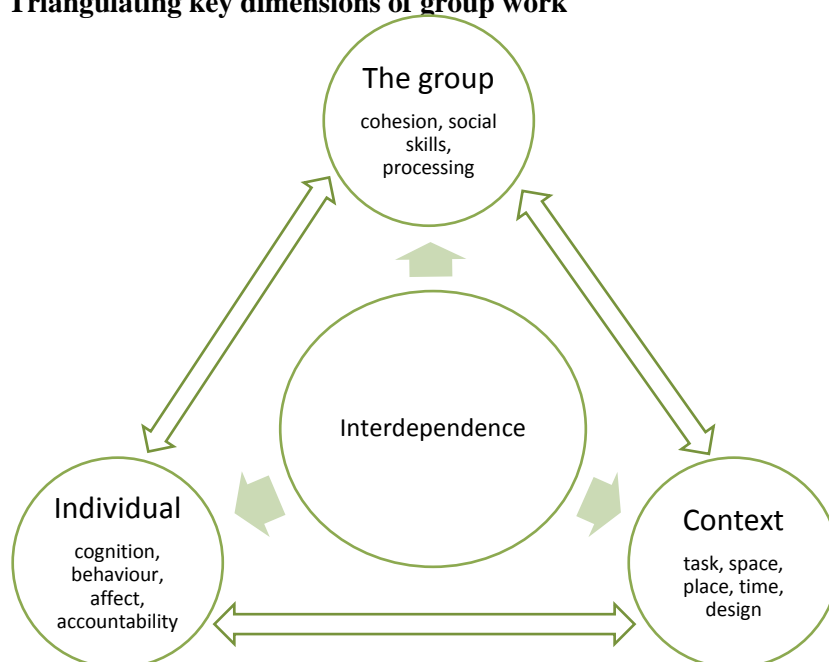 Triangulating key dimensions of group work
The group
cohesion, social
skills,
processing
Interdependence
Individual
cognition,
behaviour,
affect,
accountability
Context
task, space,
place, time,
design